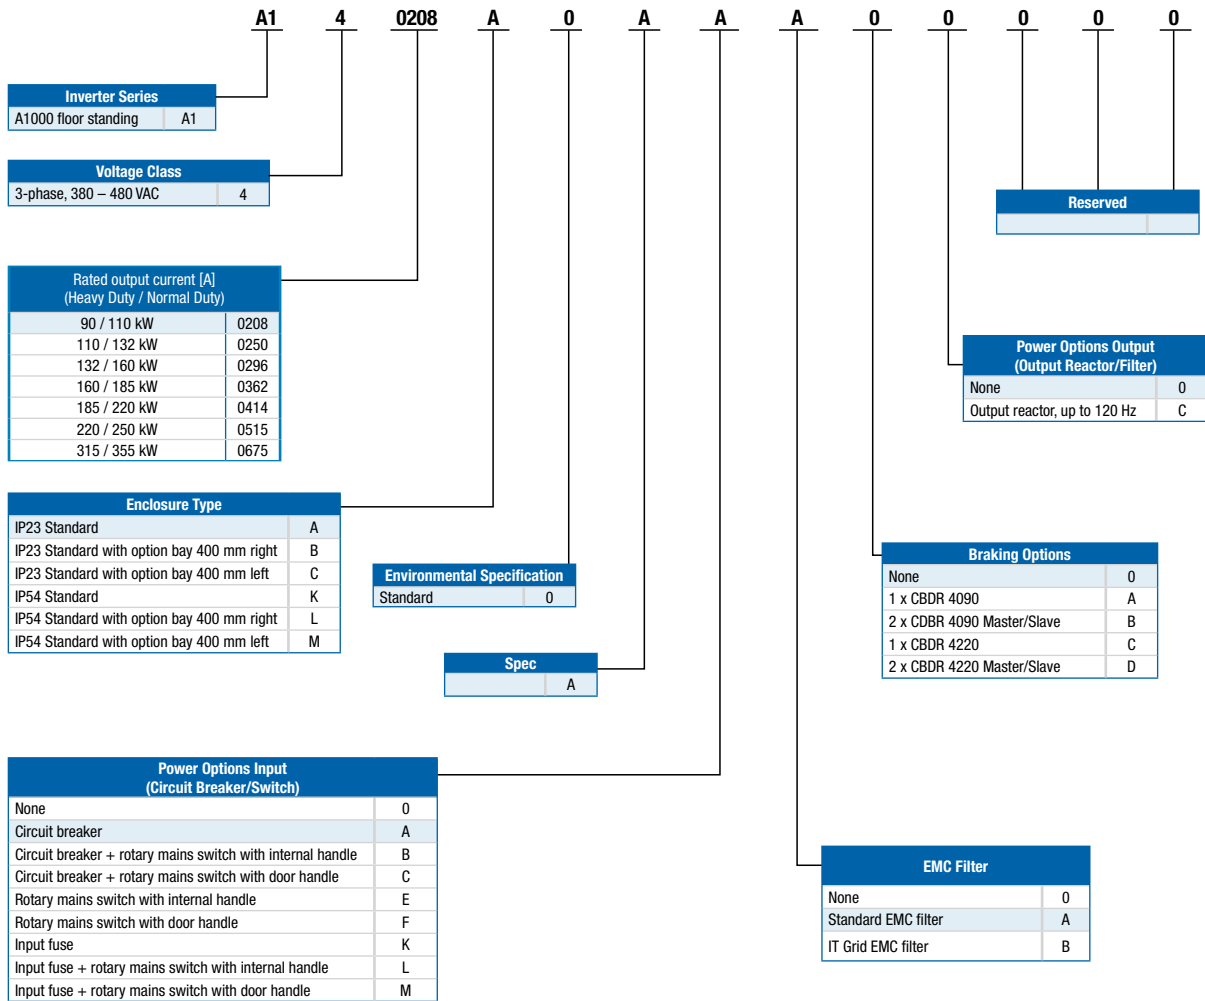 A1 4 0208 A 0 A A A 0 0 0 0 0
Inverter Series
A1000 floor standing A1
Voltage Class
3-phase, 380 – 480 VAC 4
Reserved
Rated output current [A]
(Heavy Duty / Normal Duty)
90 / 110 kW 0208
110 / 132 kW 0250
132 / 160 kW 0296
160 / 185 kW 0362
185 / 220 kW 0414
220 / 250 kW 0515
315 / 355 kW 0675
Power Options Output
(Output Reactor/Filter)
None 0
Output reactor, up to 120 Hz C
Enclosure Type
IP23 Standard A
IP23 Standard with option bay 400 mm right B
IP23 Standard with option bay 400 mm left C
IP54 Standard K
IP54 Standard with option bay 400 mm right L
IP54 Standard with option bay 400 mm left M
Environmental Specification
Standard 0
Braking Options
None 0
1 x CBDR 4090 A
2 x CDBR 4090 Master/Slave B
1 x CBDR 4220 C
2 x CBDR 4220 Master/Slave D
Spec
A
Power Options Input
(Circuit Breaker/Switch)
None 0
Circuit breaker A
Circuit breaker + rotary mains switch with internal handle B
Circuit breaker + rotary mains switch with door handle C
Rotary mains switch with internal handle E
Rotary mains switch with door handle F
Input fuse K
Input fuse + rotary mains switch with internal handle L
Input fuse + rotary mains switch with door handle M
EMC Filter
None 0
Standard EMC filter A
IT Grid EMC filter B